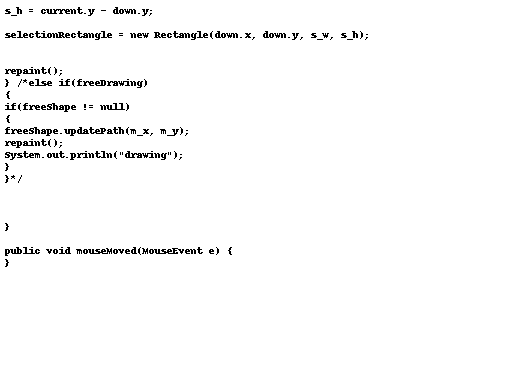 s_h = current.y - down.y;
selectionRectangle = new Rectangle(down.x, down.y, s_w, s_h);
repaint();
} /*else if(freeDrawing)
{
if(freeShape != null)
{
freeShape.updatePath(m_x, m_y);
repaint();
System.out.println("drawing");
}
}*/
}
public void mouseMoved(MouseEvent e) {
}